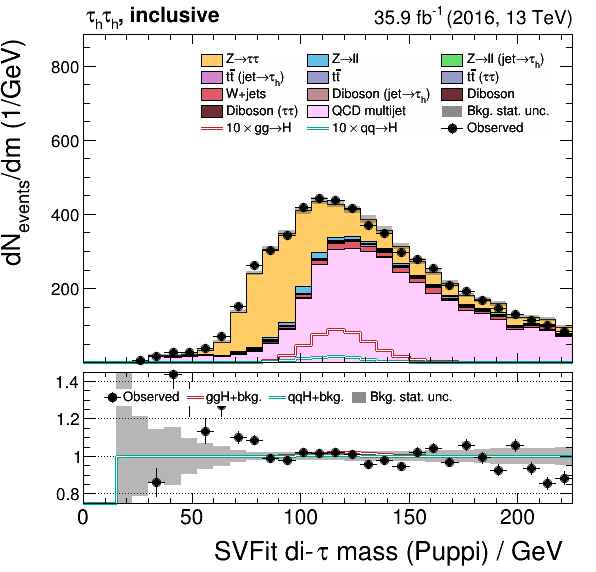 τhτh, inclusive
35.9 fb⁻¹ (2016, 13 TeV)
dNevents/dm (1/GeV)
800
600
400
200
Z→ττ
Z→ll
Z→ll (jet→τh)
tt̄ (jet→τh)
tt̄
tt̄ (ττ)
W+jets
Diboson (jet→τh)
Diboson
Diboson (ττ)
QCD multijet
Bkg. stat. unc.
10 × gg→H
10 × qq→H
Observed
1.4
1.2
1
0.8
Observed
ggH+bkg.
qqH+bkg.
Bkg. stat. unc.
0
50
100
150
200
SVFit di-τ mass (Puppi) / GeV